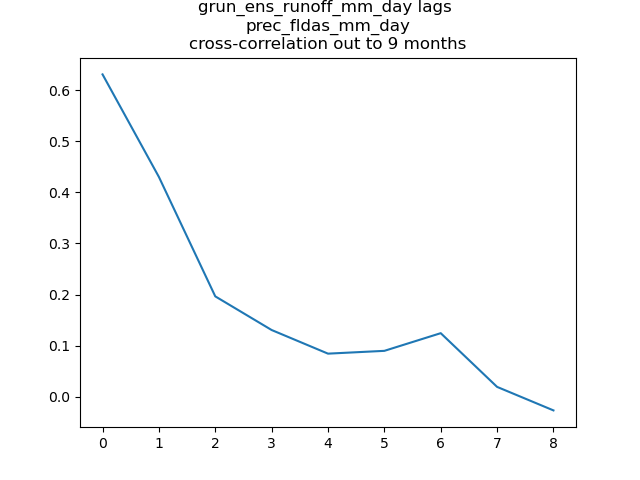 grun_ens_runoff_mm_day lags
prec_fldas_mm_day
cross-correlation out to 9 months
0.6
0.5
0.4
0.3
0.2
0.1
0.0
0 1 2 3 4 5 6 7 8